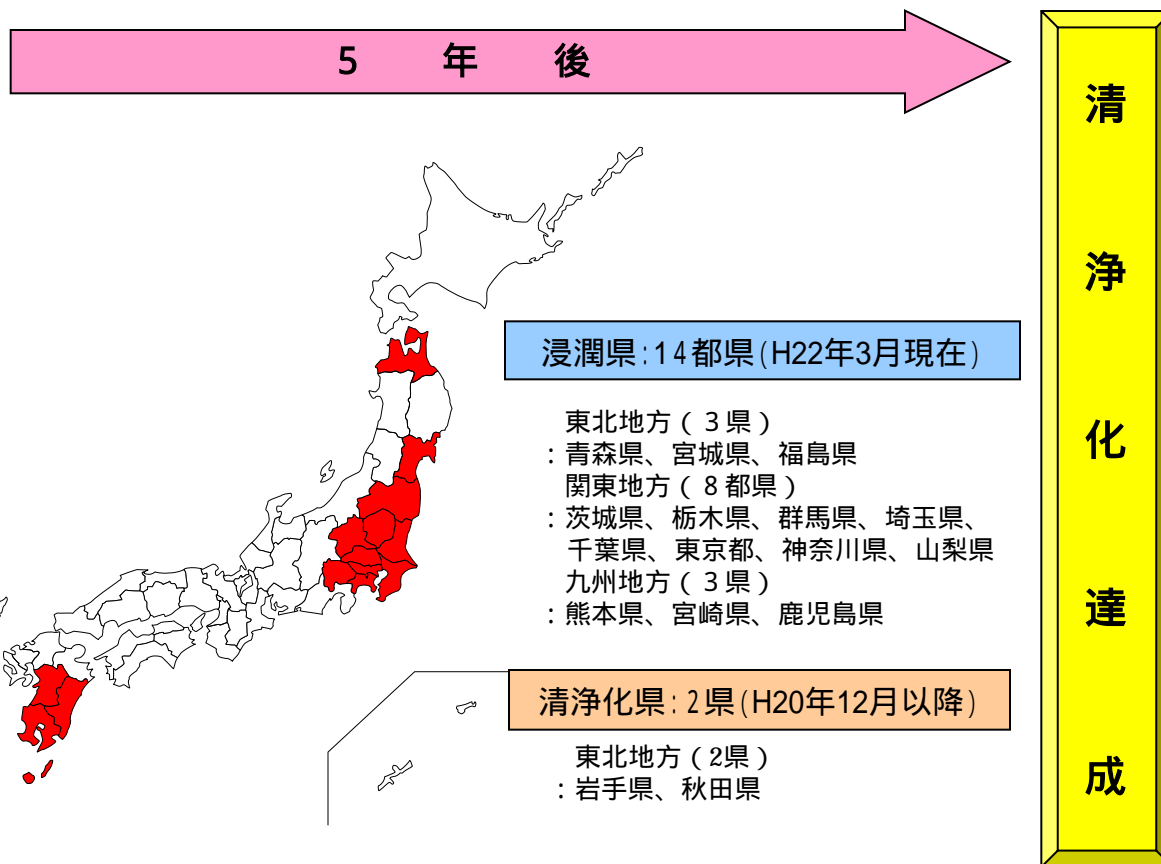 5 年 後
清浄化達成
浸潤県:14都県(H22年3月現在)
東北地方(3県)
:青森県、宮城県、福島県
関東地方(8都県)
:茨城県、栃木県、群馬県、埼玉県、
千葉県、東京都、神奈川県、山梨県
九州地方(3県)
:熊本県、宮崎県、鹿児島県
清浄化県:2県(H20年12月以降)
東北地方(2県)
:岩手県、秋田県